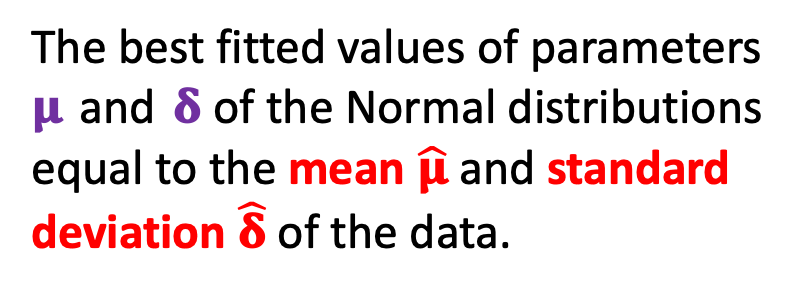 The best fitted values of parameters
μ and δ of the Normal distributions
equal to the mean μ̂ and standard
deviation δ̂ of the data.